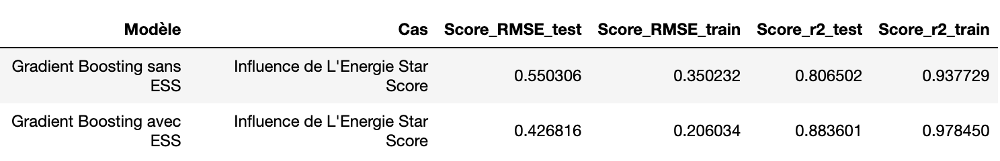 Modèle Cas Score_RMSE_test Score_RMSE_train Score_r2_test Score_r2_train
Gradient Boosting sans ESS Influence de L'Energie Star Score 0.550306 0.350232 0.806502 0.937729
Gradient Boosting avec ESS Influence de L'Energie Star Score 0.426816 0.206034 0.883601 0.978450